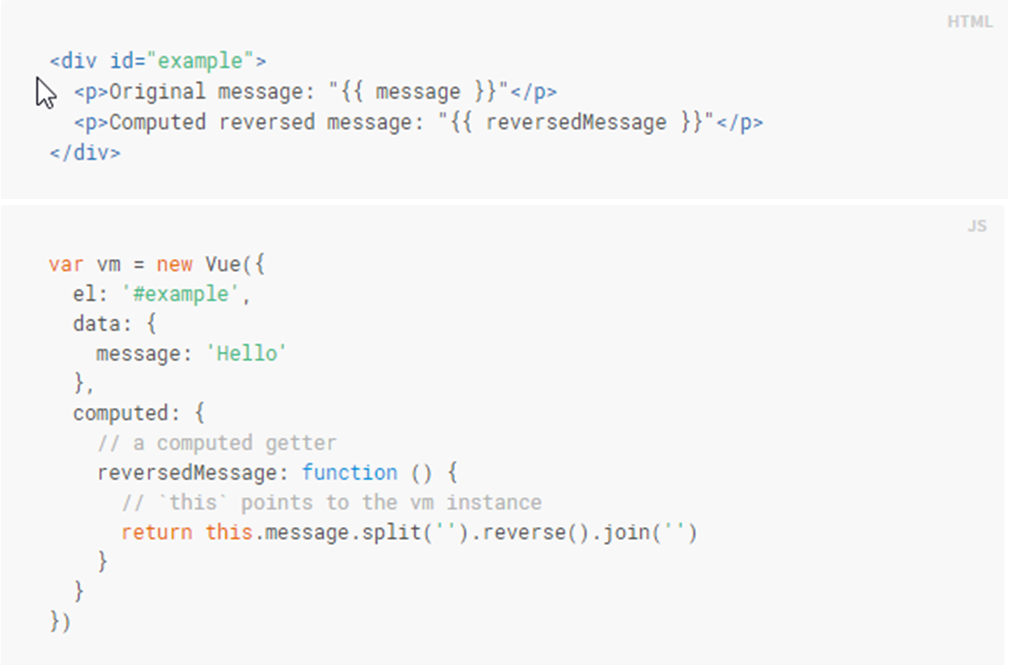 HTML
<div id="example">
  <p>Original message: "{{ message }}"</p>
  <p>Computed reversed message: "{{ reversedMessage }}"</p>
</div>
JS
var vm = new Vue({
  el: '#example',
  data: {
    message: 'Hello'
  },
  computed: {
    // a computed getter
    reversedMessage: function () {
      // `this` points to the vm instance
      return this.message.split('').reverse().join('')
    }
  }
})